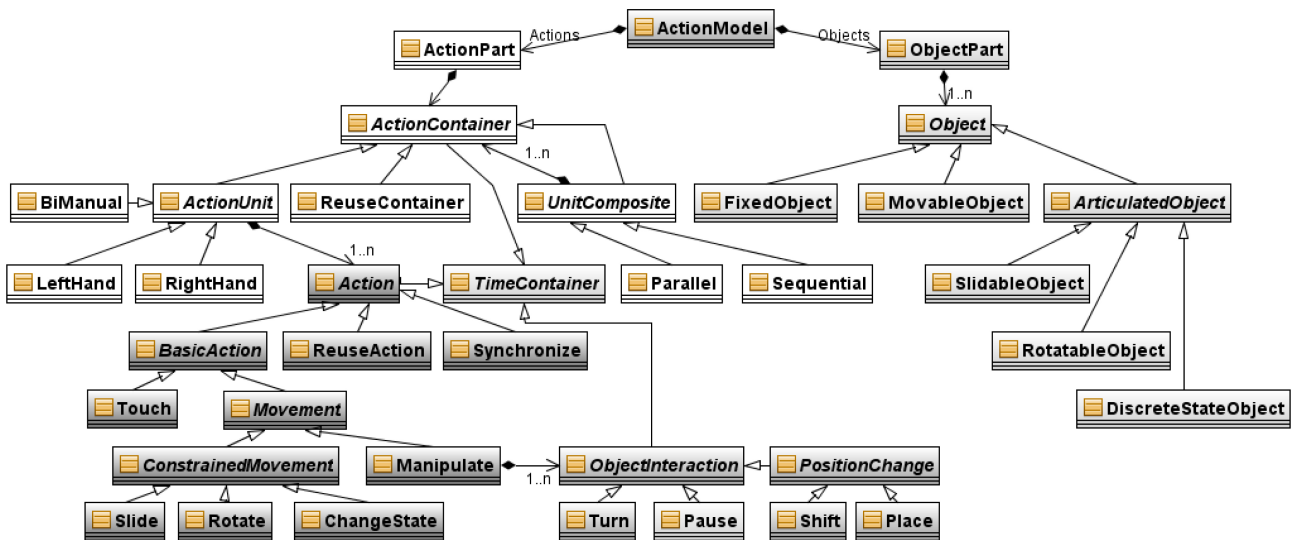 ActionModel
Actions
Objects
ActionPart
ObjectPart
1..n
ActionContainer
Object
1..n
BiManual
ActionUnit
ReuseContainer
UnitComposite
FixedObject
MovableObject
ArticulatedObject
1..n
LeftHand
RightHand
Action
TimeContainer
Parallel
Sequential
SlidableObject
BasicAction
ReuseAction
Synchronize
RotatableObject
Touch
Movement
DiscreteStateObject
ConstrainedMovement
Manipulate
1..n
ObjectInteraction
PositionChange
Slide
Rotate
ChangeState
Turn
Pause
Shift
Place